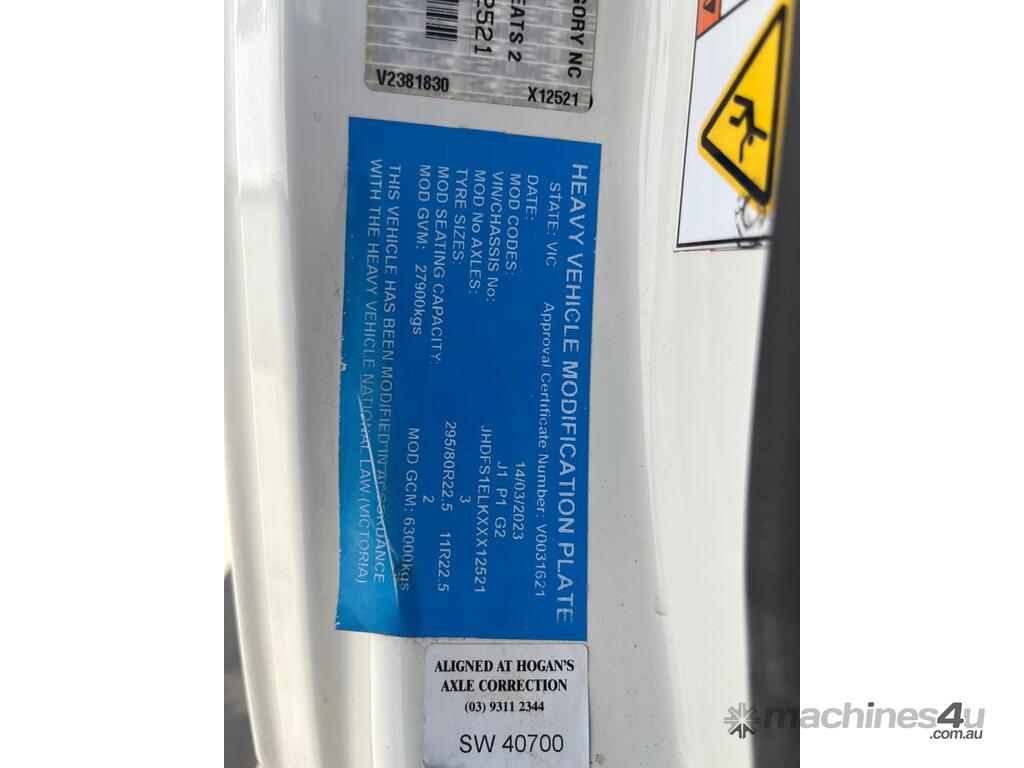 GORY NC
EATS 2
2521
V2381830
X12521
HEAVY VEHICLE MODIFICATION PLATE
STATE: VIC Approval Certificate Number: V0031621
DATE: 14/03/2023
MOD CODES: J1 P1 G2
VIN/CHASSIS No: JHDFS1ELKXXX12521
MOD No AXLES: 3
TYRE SIZES: 295/80R22.5 11R22.5
MOD SEATING CAPACITY: 2
MOD GVM: 27900kgs MOD GCM: 63000kgs
THIS VEHICLE HAS BEEN MODIFIED IN ACCORDANCE
WITH THE HEAVY VEHICLE NATIONAL LAW (VICTORIA)
ALIGNED AT HOGAN'S
AXLE CORRECTION
(03) 9311 2344
SW 40700
machines4u
.com.au